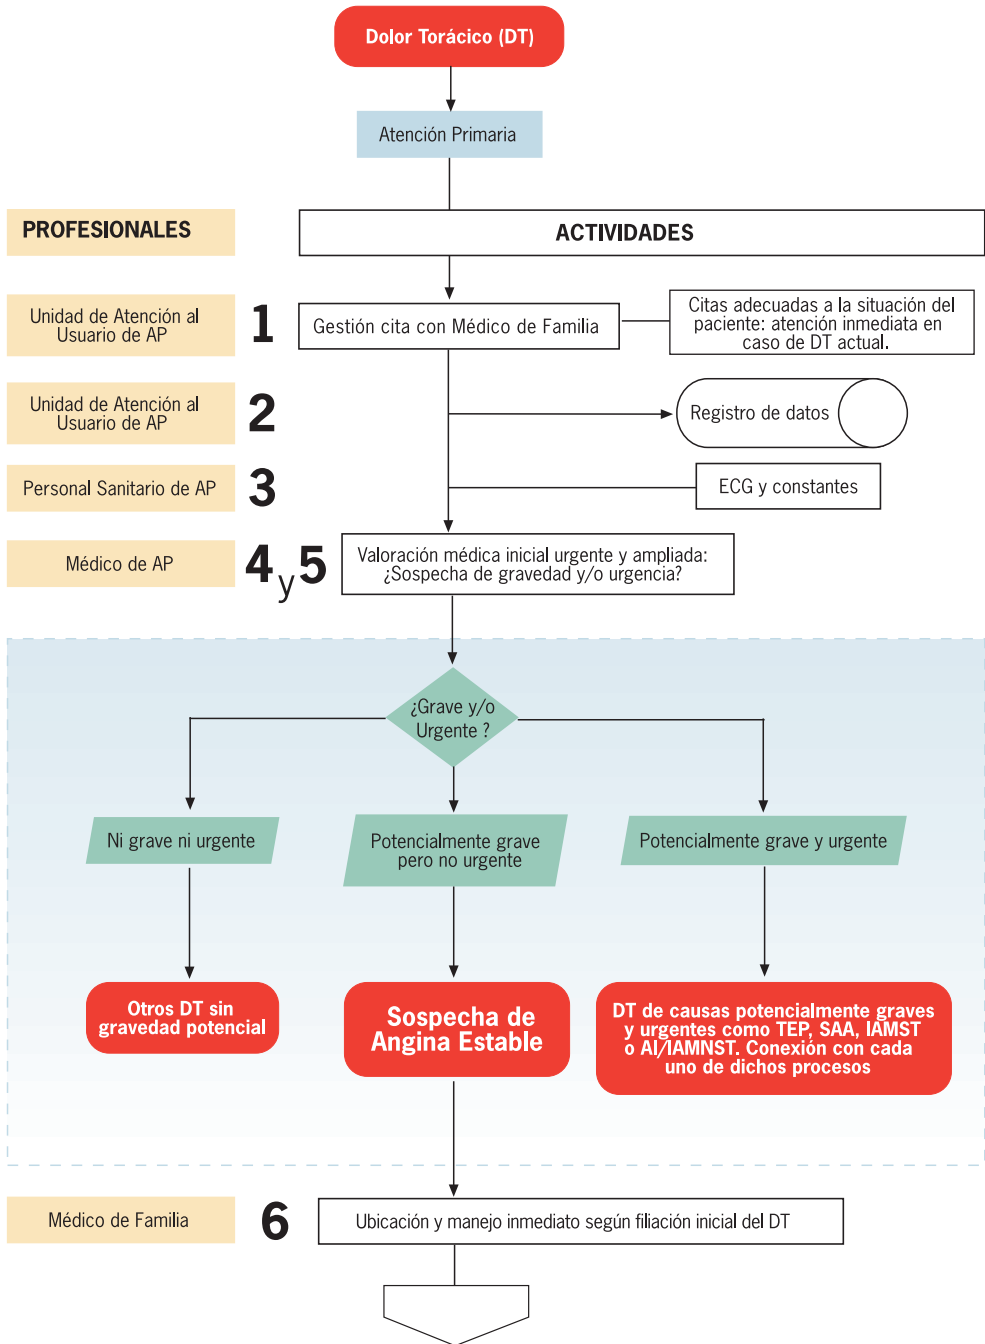 Dolor Torácico (DT)
Atención Primaria
PROFESIONALES
ACTIVIDADES
Unidad de Atención al
Usuario de AP
1
Gestión cita con Médico de Familia
Citas adecuadas a la situación del
paciente: atención inmediata en
caso de DT actual.
Unidad de Atención al
Usuario de AP
2
Registro de datos
Personal Sanitario de AP
3
ECG y constantes
Médico de AP
4 y 5
Valoración médica inicial urgente y ampliada:
¿Sospecha de gravedad y/o urgencia?
¿Grave y/o
Urgente ?
Ni grave ni urgente
Potencialmente grave
pero no urgente
Potencialmente grave y urgente
Otros DT sin
gravedad potencial
Sospecha de
Angina Estable
DT de causas potencialmente graves
y urgentes como TEP, SAA, IAMST
o AI/IAMNST. Conexión con cada
uno de dichos procesos
Médico de Familia
6
Ubicación y manejo inmediato según filiación inicial del DT